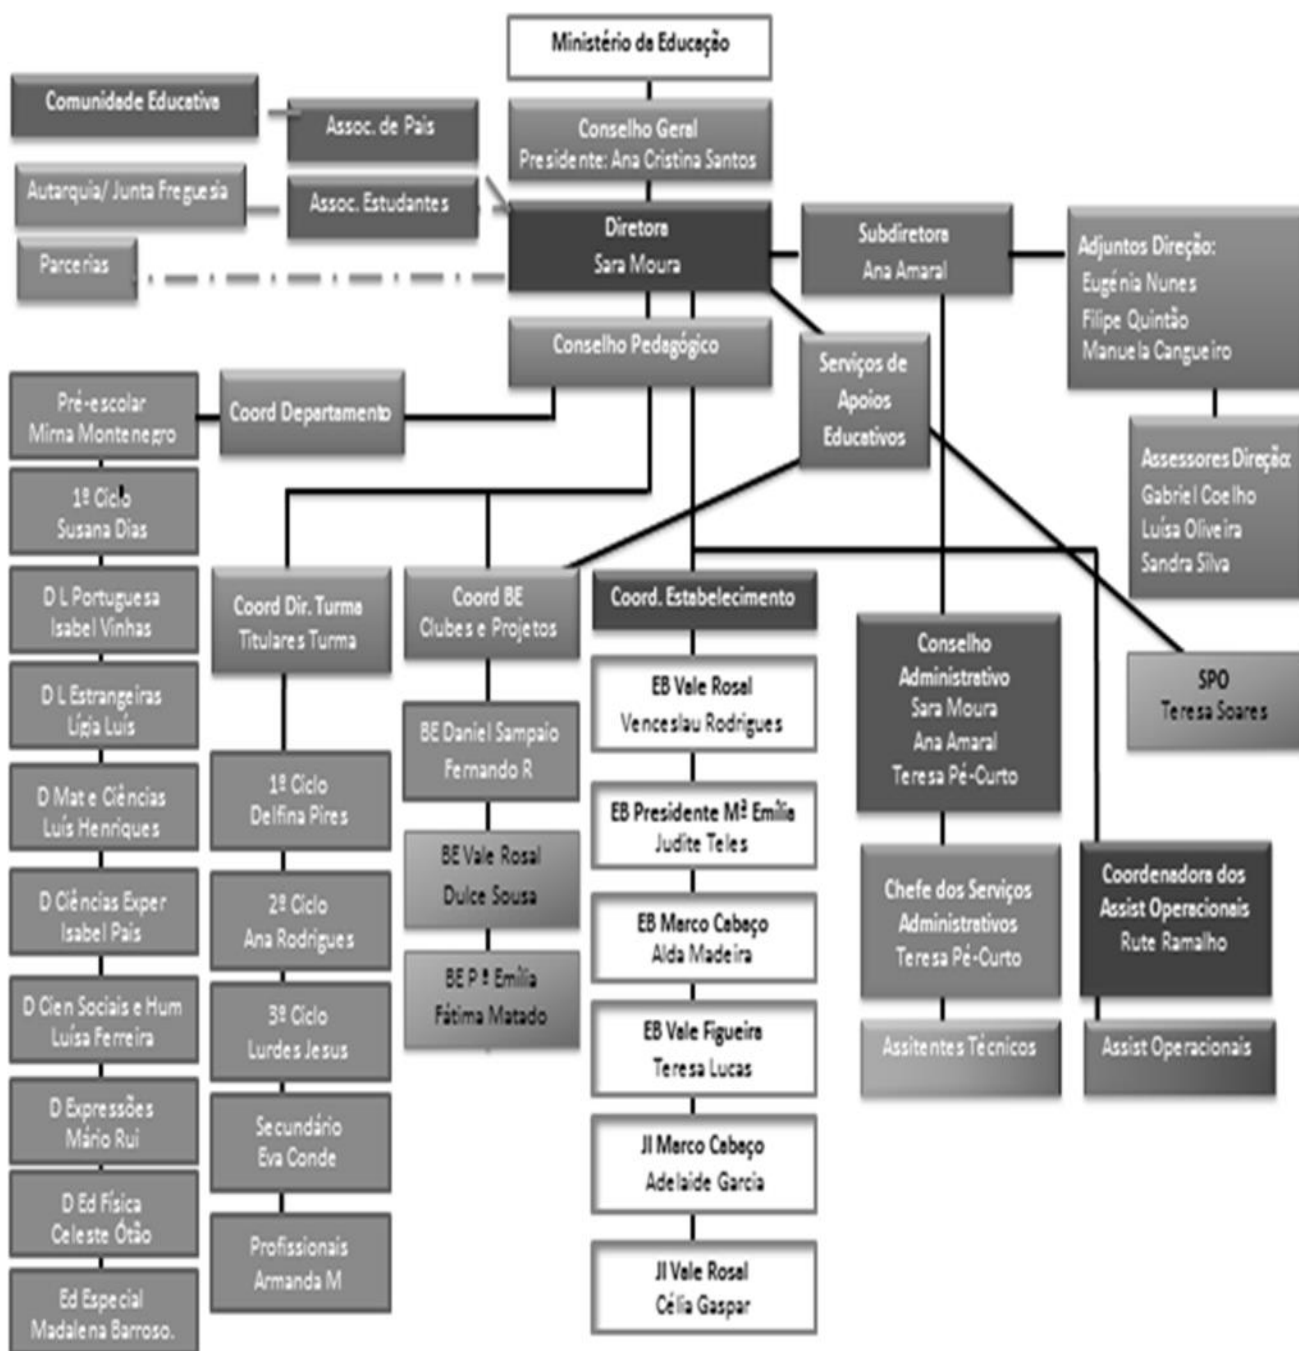 Ministério da Educação
Comunidade Educativa
Assoc. de Pais
Conselho Geral
Presidente: Ana Cristina Santos
Autarquia/ Junta Freguesia
Assoc. Estudantes
Parcerias
Diretora
Sara Moura
Subdiretora
Ana Amaral
Adjuntos Direção:
Eugénia Nunes
Filipe Quintão
Manuela Cangueiro
Conselho Pedagógico
Serviços de
Apoios
Educativos
Assessores Direção:
Gabriel Coelho
Luísa Oliveira
Sandra Silva
Coord Departamento
Pré-escolar
Mirna Montenegro
1º Ciclo
Susana Dias
D L Portuguesa
Isabel Vinhas
D L Estrangeiras
Lígia Luís
D Mat e Ciências
Luís Henriques
D Ciências Exper
Isabel Pais
D Cien Sociais e Hum
Luísa Ferreira
D Expressões
Mário Rui
D Ed Física
Celeste Ótão
Ed Especial
Madalena Barroso.
Coord Dir. Turma
Titulares Turma
1º Ciclo
Delfina Pires
2º Ciclo
Ana Rodrigues
3º Ciclo
Lurdes Jesus
Secundário
Eva Conde
Profissionais
Armanda M
Coord BE
Clubes e Projetos
BE Daniel Sampaio
Fernando R
BE Vale Rosal
Dulce Sousa
BE P ª Emília
Fátima Matado
Coord. Estabelecimento
EB Vale Rosal
Venceslau Rodrigues
EB Presidente Mª Emília
Judite Teles
EB Marco Cabaço
Alda Madeira
EB Vale Figueira
Teresa Lucas
JI Marco Cabaço
Adelaide Garcia
JI Vale Rosal
Célia Gaspar
Conselho
Administrativo
Sara Moura
Ana Amaral
Teresa Pé-Curto
Chefe dos Serviços
Administrativos
Teresa Pé-Curto
Assitentes Técnicos
SPO
Teresa Soares
Coordenadora dos
Assist Operacionais
Rute Ramalho
Assist Operacionais